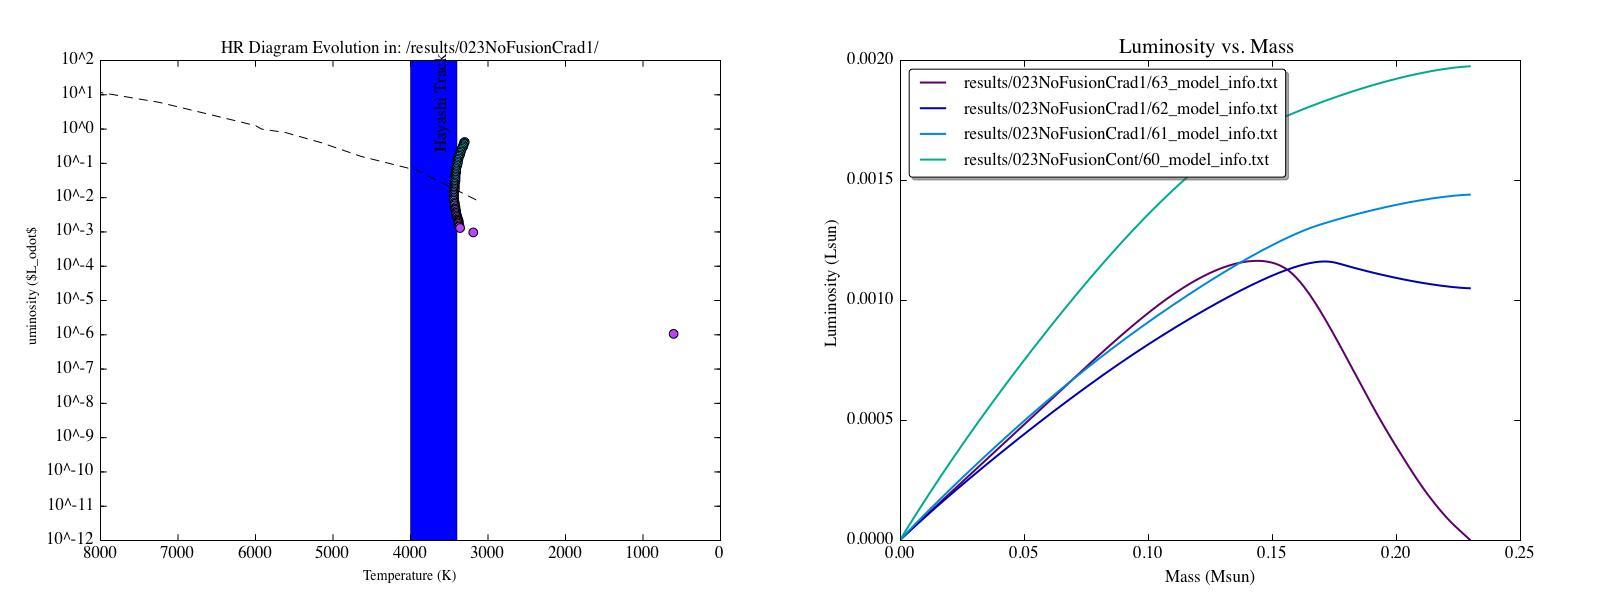 HR Diagram Evolution in: /results/023NoFusionCrad1/
10^2
10^1
10^0
10^-1
10^-2
10^-3
10^-4
10^-5
10^-6
10^-7
10^-8
10^-9
10^-10
10^-11
10^-12
uminosity ($L_odot$
Hayashi Track
8000 7000 6000 5000 4000 3000 2000 1000 0
Temperature (K)
Luminosity vs. Mass
0.0020
0.0015
0.0010
0.0005
0.0000
Luminosity (Lsun)
results/023NoFusionCrad1/63_model_info.txt
results/023NoFusionCrad1/62_model_info.txt
results/023NoFusionCrad1/61_model_info.txt
results/023NoFusionCont/60_model_info.txt
0.00 0.05 0.10 0.15 0.20 0.25
Mass (Msun)